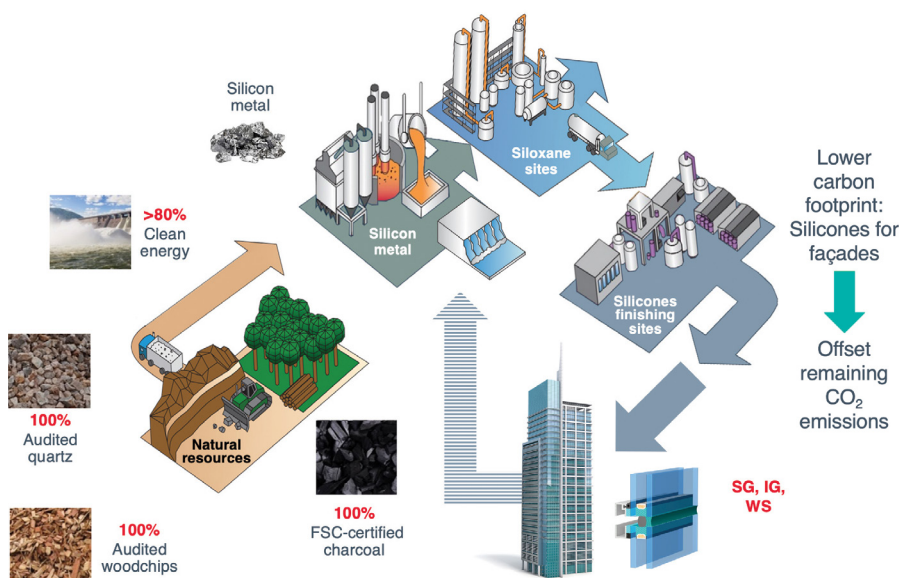 Silicon
metal
>80%
Clean
energy
100%
Audited
quartz
100%
Audited
woodchips
Natural
resources
100%
FSC-certified
charcoal
Silicon
metal
Siloxane
sites
Silicones
finishing
sites
SG, IG,
WS
Lower
carbon
footprint:
Silicones for
façades
Offset
remaining
CO₂
emissions